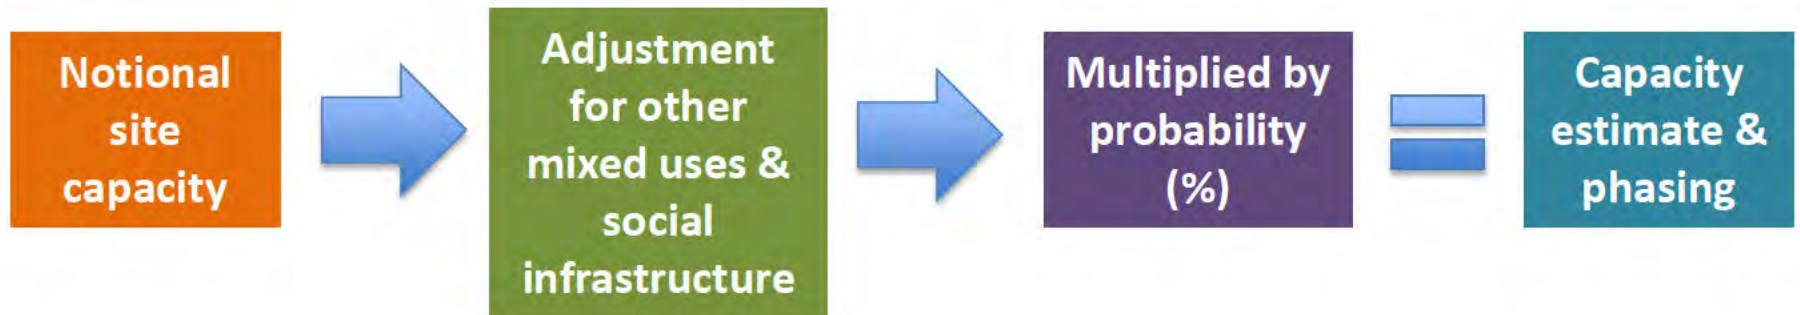 Notional
site
capacity
Adjustment
for other
mixed uses &
social
infrastructure
Multiplied by
probability
(%)
Capacity
estimate &
phasing